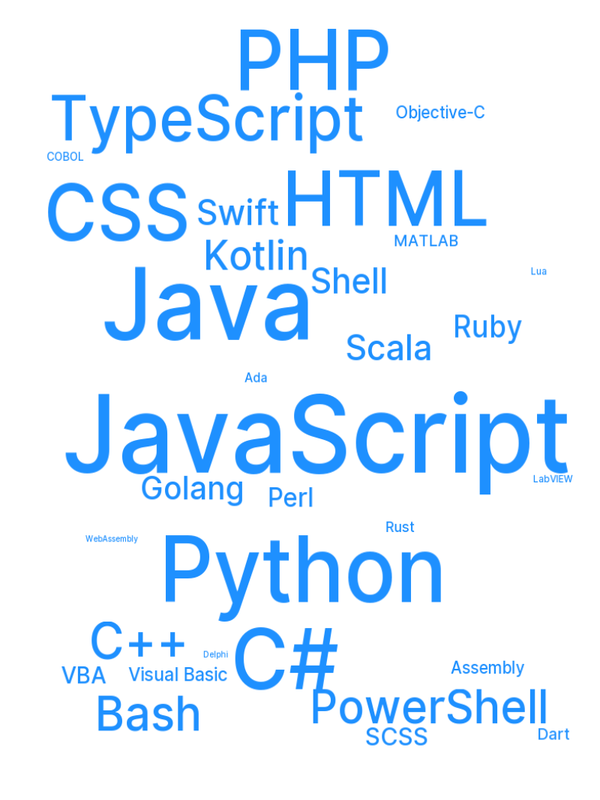 PHP
TypeScript
Objective-C
COBOL
CSS
Swift
HTML
MATLAB
Kotlin
Shell
Lua
Java
Ruby
Scala
Ada
JavaScript
LabVIEW
Golang
Perl
Rust
WebAssembly
Python
C++
Delphi
C#
VBA
Visual Basic
Assembly
Bash
PowerShell
SCSS
Dart